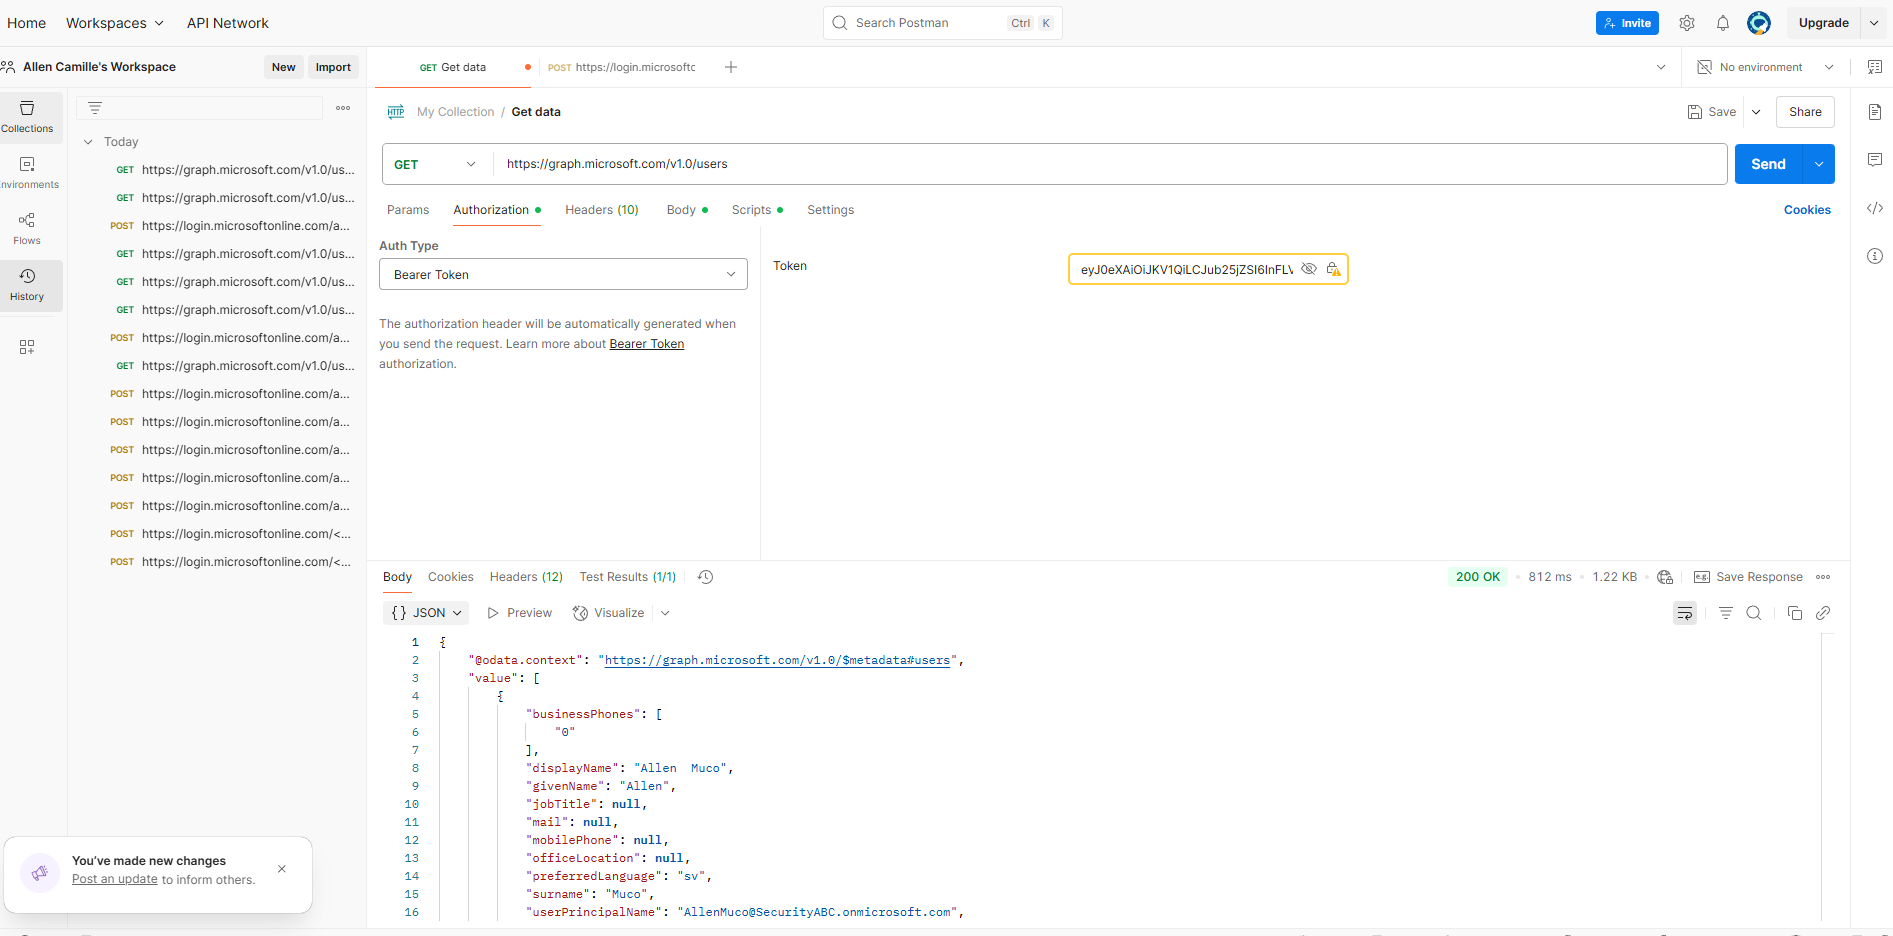 Home Workspaces API Network Search Postman Ctrl K Invite Upgrade
Allen Camille's Workspace New Import GET Get data POST https://login.microsoftc No environment
My Collection / Get data Save Share
Collections
Today
GET https://graph.microsoft.com/v1.0/us...
GET https://graph.microsoft.com/v1.0/us...
POST https://login.microsoftonline.com/a...
GET https://graph.microsoft.com/v1.0/us...
GET https://graph.microsoft.com/v1.0/us...
GET https://graph.microsoft.com/v1.0/us...
POST https://login.microsoftonline.com/a...
GET https://graph.microsoft.com/v1.0/us...
POST https://login.microsoftonline.com/a...
POST https://login.microsoftonline.com/a...
POST https://login.microsoftonline.com/a...
POST https://login.microsoftonline.com/a...
POST https://login.microsoftonline.com/a...
POST https://login.microsoftonline.com/<...
POST https://login.microsoftonline.com/<...
nvironments
Flows
History
You've made new changes
Post an update to inform others.
HTTP
GET https://graph.microsoft.com/v1.0/users Send
Params Authorization Headers (10) Body Scripts Settings Cookies
Auth Type
Bearer Token
The authorization header will be automatically generated when
you send the request. Learn more about Bearer Token
authorization.
Token eyJ0eXAiOiJKV1QiLCJub25jZSI6InFLV
Body Cookies Headers (12) Test Results (1/1) 200 OK 812 ms 1.22 KB e.g. Save Response
{} JSON Preview Visualize
1 {
2 "@odata.context": "https://graph.microsoft.com/v1.0/$metadata#users",
3 "value": [
4 {
5 "businessPhones": [
6 "0"
7 ],
8 "displayName": "Allen  Muco",
9 "givenName": "Allen",
10 "jobTitle": null,
11 "mail": null,
12 "mobilePhone": null,
13 "officeLocation": null,
14 "preferredLanguage": "sv",
15 "surname": "Muco",
16 "userPrincipalName": "AllenMuco@SecurityABC.onmicrosoft.com",